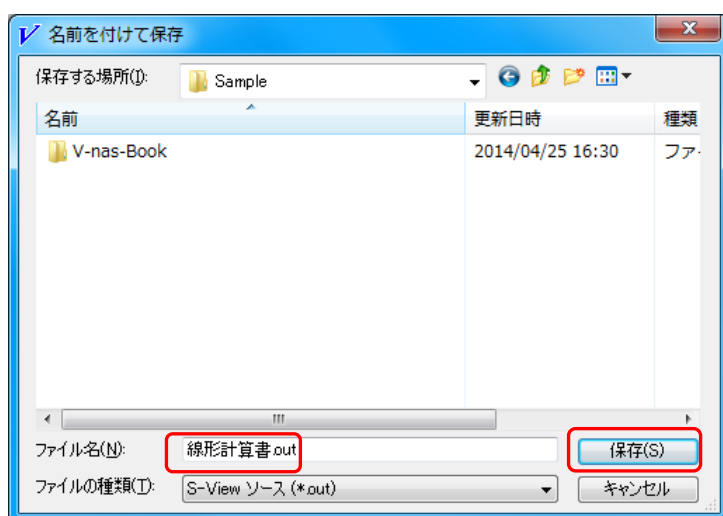 名前を付けて保存
保存する場所(I): Sample
名前 更新日時 種類
V-nas-Book 2014/04/25 16:30 ファ
ファイル名(N): 線形計算書.out 保存(S)
ファイルの種類(T): S-View ソース (*.out) キャンセル